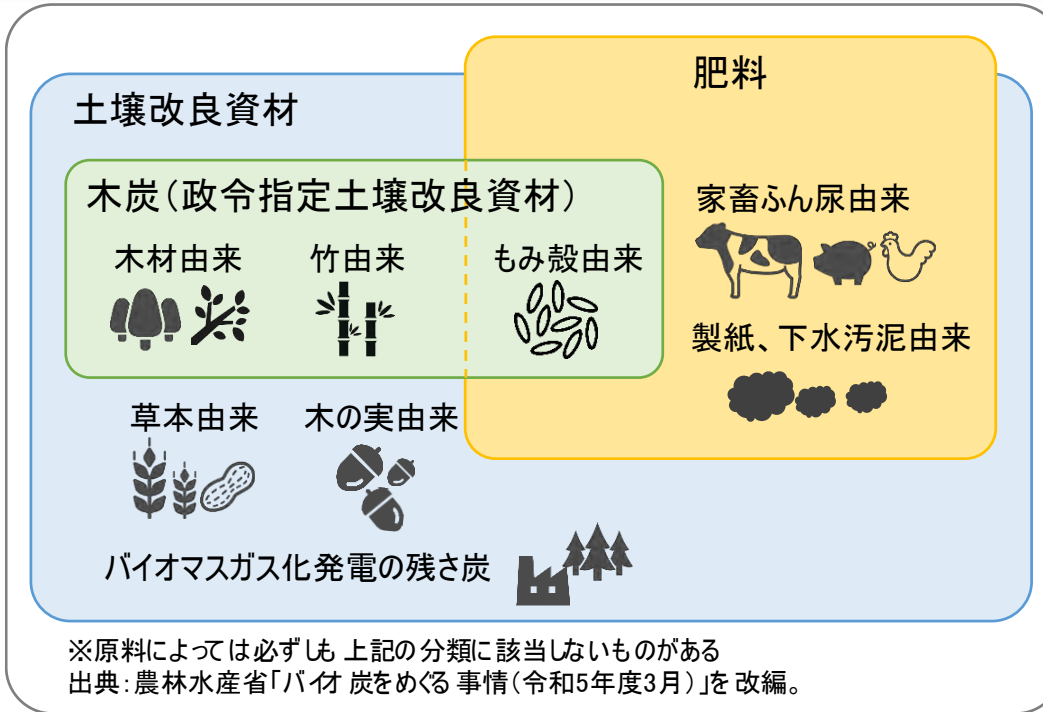 肥料
土壌改良資材
木炭（政令指定土壌改良資材）
木材由来
竹由来
もみ殻由来
家畜ふん尿由来
製紙、下水汚泥由来
草本由来
木の実由来
バイオマスガス化発電の残さ炭
※原料によっては必ずしも上記の分類に該当しないものがある
出典：農林水産省「バイオ炭をめぐる事情（令和5年度3月）」を改編。